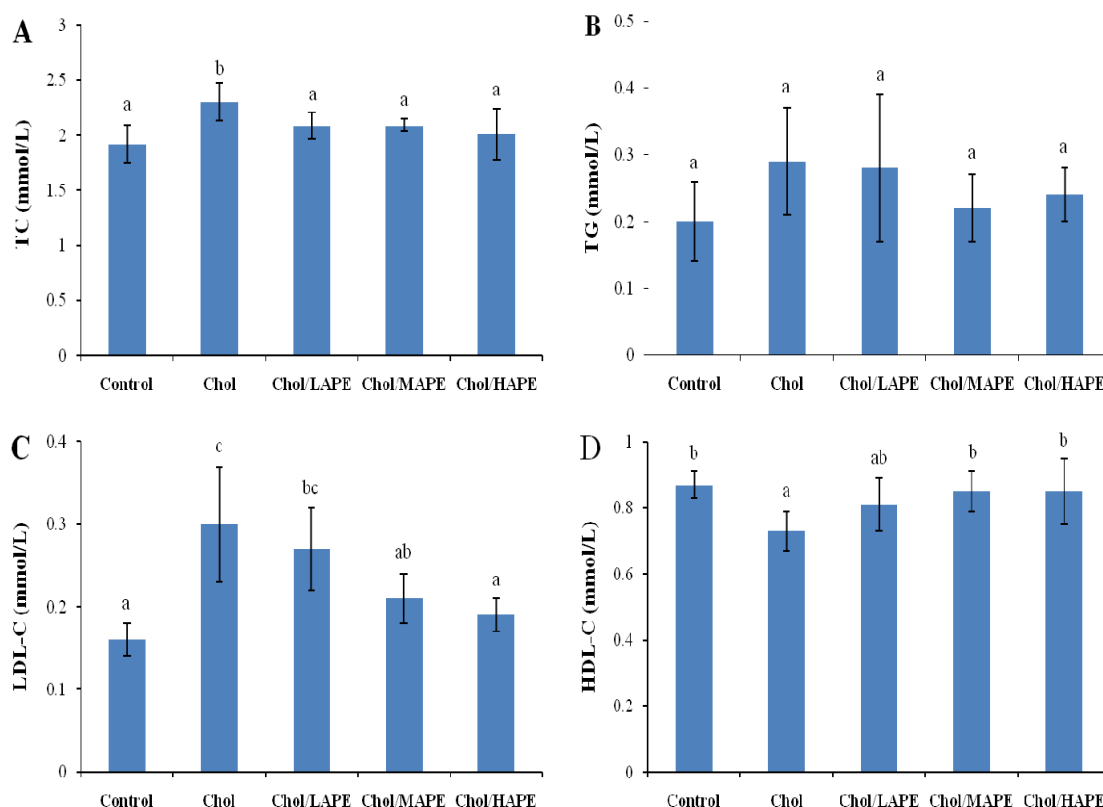 A
TC (mmol/L)
3
2.5
2
1.5
1
0.5
0
a
b
a
a
a
Control Chol Chol/LAPE Chol/MAPE Chol/HAPE
B
TG (mmol/L)
0.5
0.4
0.3
0.2
0.1
0
a
a
a
a
a
Control Chol Chol/LAPE Chol/MAPE Chol/HAPE
C
LDL-C (mmol/L)
0.4
0.3
0.2
0.1
0
a
c
bc
ab
a
Control Chol Chol/LAPE Chol/MAPE Chol/HAPE
D
HDL-C (mmol/L)
1
0.8
0.6
0.4
0.2
0
b
a
ab
b
b
Control Chol Chol/LAPE Chol/MAPE Chol/HAPE